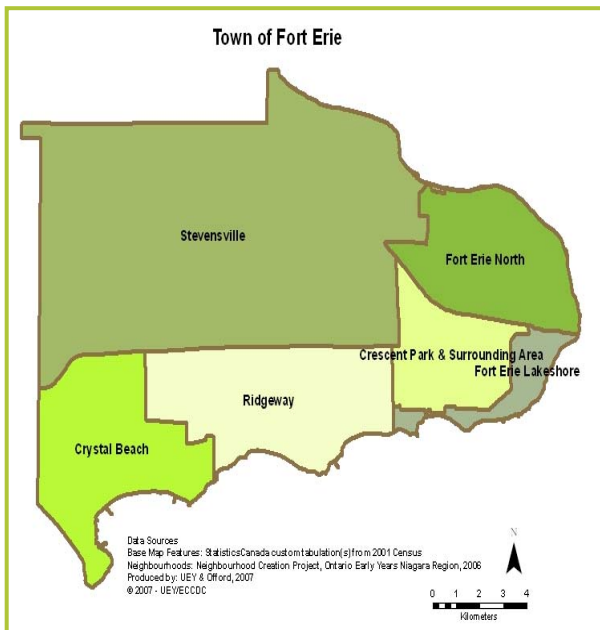 Town of Fort Erie
Stevensville
Fort Erie North
Crescent Park & Surrounding Area
Fort Erie Lakeshore
Ridgeway
Crystal Beach
Data Sources
Base Map Features: Statistics Canada custom tabulation(s) from 2001 Census
Neighbourhoods: Neighbourhood Creation Project, Ontario Early Years Niagara Region, 2006
Produced by: UEY & Offord, 2007
© 2007 - UEY/ECCDC
N
0 1 2 3 4
Kilometers